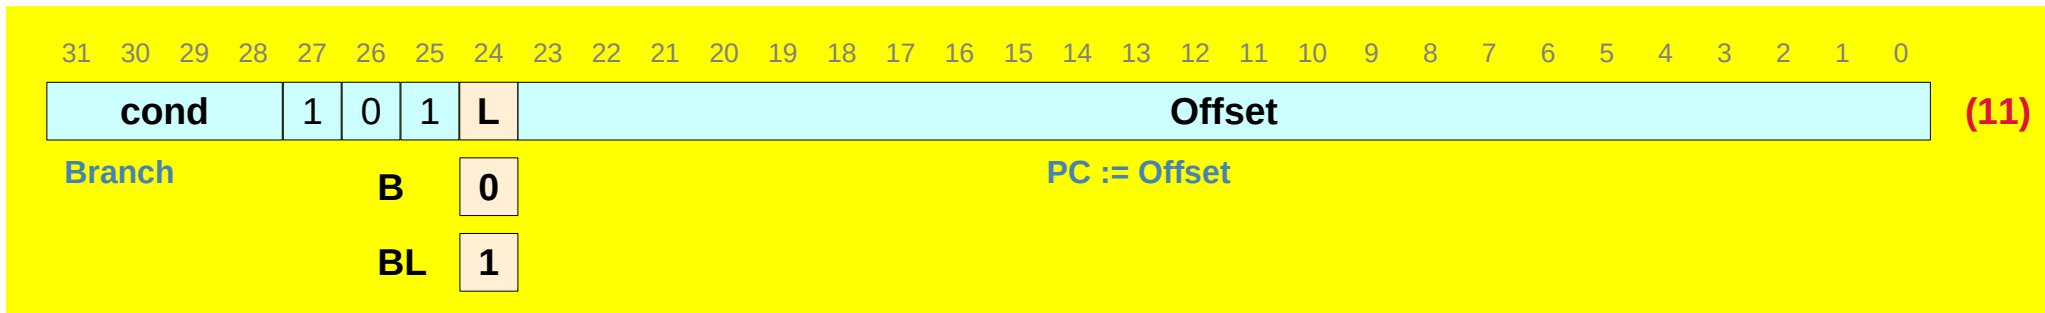 31 30 29 28 27 26 25 24 23 22 21 20 19 18 17 16 15 14 13 12 11 10 9 8 7 6 5 4 3 2 1 0
cond 1 0 1 L Offset (11)
Branch PC := Offset
B 0
BL 1